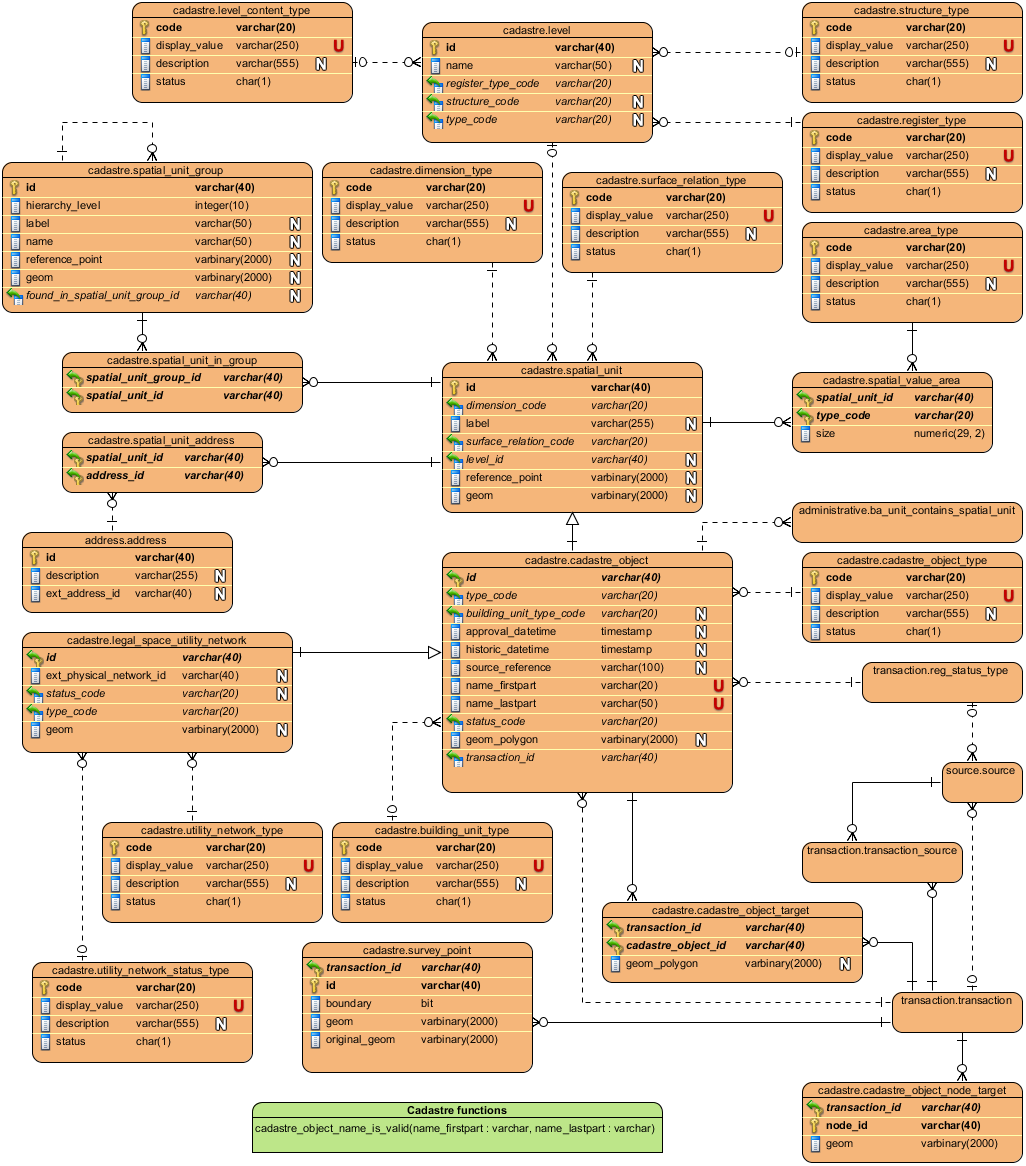 cadastre.level_content_type
code varchar(20)
display_value varchar(250) U
description varchar(555) N
status char(1)
cadastre.level
id varchar(40)
name varchar(50) N
register_type_code varchar(20)
structure_code varchar(20) N
type_code varchar(20) N
cadastre.structure_type
code varchar(20)
display_value varchar(250) U
description varchar(555) N
status char(1)
cadastre.register_type
code varchar(20)
display_value varchar(250) U
description varchar(555) N
status char(1)
cadastre.spatial_unit_group
id varchar(40)
hierarchy_level integer(10)
label varchar(50) N
name varchar(50) N
reference_point varbinary(2000) N
geom varbinary(2000) N
found_in_spatial_unit_group_id varchar(40) N
cadastre.dimension_type
code varchar(20)
display_value varchar(250) U
description varchar(555) N
status char(1)
cadastre.surface_relation_type
code varchar(20)
display_value varchar(250) U
description varchar(555) N
status char(1)
cadastre.area_type
code varchar(20)
display_value varchar(250) U
description varchar(555) N
status char(1)
cadastre.spatial_unit_in_group
spatial_unit_group_id varchar(40)
spatial_unit_id varchar(40)
cadastre.spatial_unit
id varchar(40)
dimension_code varchar(20)
label varchar(255) N
surface_relation_code varchar(20)
level_id varchar(40) N
reference_point varbinary(2000) N
geom varbinary(2000) N
cadastre.spatial_value_area
spatial_unit_id varchar(40)
type_code varchar(20)
size numeric(29, 2)
cadastre.spatial_unit_address
spatial_unit_id varchar(40)
address_id varchar(40)
address.address
id varchar(40)
description varchar(255) N
ext_address_id varchar(40) N
administrative.ba_unit_contains_spatial_unit
cadastre.cadastre_object
id varchar(40)
type_code varchar(20)
building_unit_type_code varchar(20) N
approval_datetime timestamp N
historic_datetime timestamp N
source_reference varchar(100) N
name_firstpart varchar(20) U
name_lastpart varchar(50) U
status_code varchar(20)
geom_polygon varbinary(2000) N
transaction_id varchar(40)
cadastre.cadastre_object_type
code varchar(20)
display_value varchar(250) U
description varchar(555) N
status char(1)
cadastre.legal_space_utility_network
id varchar(40)
ext_physical_network_id varchar(40) N
status_code varchar(20) N
type_code varchar(20)
geom varbinary(2000) N
transaction.reg_status_type
source.source
cadastre.utility_network_type
code varchar(20)
display_value varchar(250) U
description varchar(555) N
status char(1)
cadastre.building_unit_type
code varchar(20)
display_value varchar(250) U
description varchar(555) N
status char(1)
transaction.transaction_source
cadastre.cadastre_object_target
transaction_id varchar(40)
cadastre_object_id varchar(40)
geom_polygon varbinary(2000) N
cadastre.utility_network_status_type
code varchar(20)
display_value varchar(250) U
description varchar(555) N
status char(1)
cadastre.survey_point
transaction_id varchar(40)
id varchar(40)
boundary bit
geom varbinary(2000)
original_geom varbinary(2000)
transaction.transaction
cadastre.cadastre_object_node_target
transaction_id varchar(40)
node_id varchar(40)
geom varbinary(2000)
Cadastre functions
cadastre_object_name_is_valid(name_firstpart : varchar, name_lastpart : varchar)